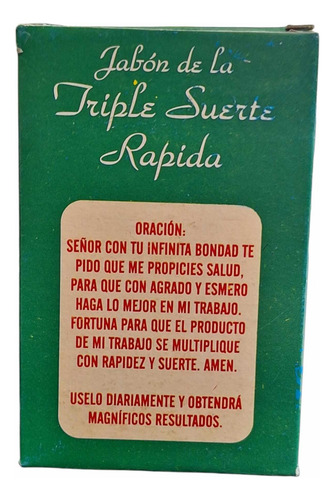 Jabón de la
Triple Suerte
Rapida
ORACIÓN:
SEÑOR CON TU INFINITA BONDAD TE
PIDO QUE ME PROPICIES SALUD,
PARA QUE CON AGRADO Y ESMERO
HAGA LO MEJOR EN MI TRABAJO.
FORTUNA PARA QUE EL PRODUCTO
DE MI TRABAJO SE MULTIPLIQUE
CON RAPIDEZ Y SUERTE. AMEN.
USELO DIARIAMENTE Y OBTENDRÁ
MAGNÍFICOS RESULTADOS.